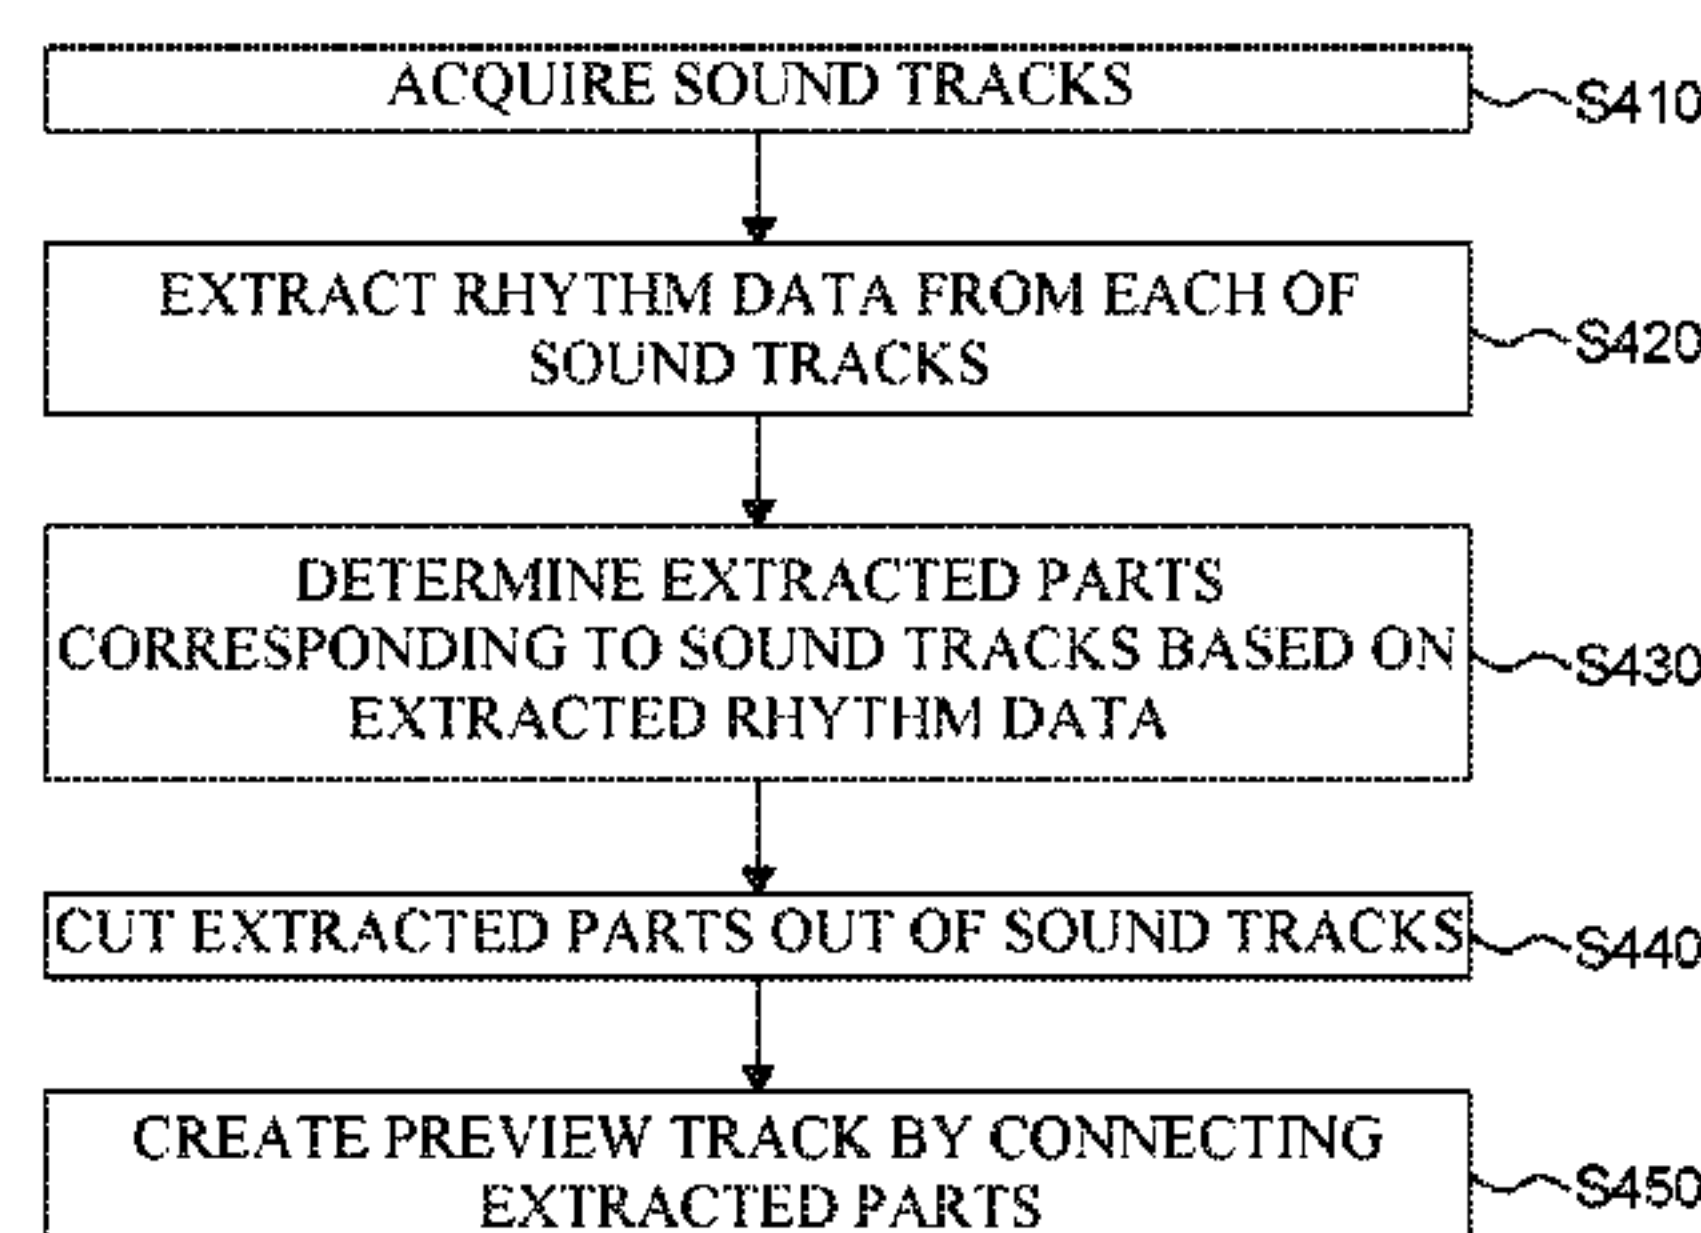 ACQUIRE SOUND TRACKS
S410
EXTRACT RHYTHM DATA FROM EACH OF
SOUND TRACKS
S420
DETERMINE EXTRACTED PARTS
CORRESPONDING TO SOUND TRACKS BASED ON
EXTRACTED RHYTHM DATA
S430
CUT EXTRACTED PARTS OUT OF SOUND TRACKS
S440
CREATE PREVIEW TRACK BY CONNECTING
EXTRACTED PARTS
S450